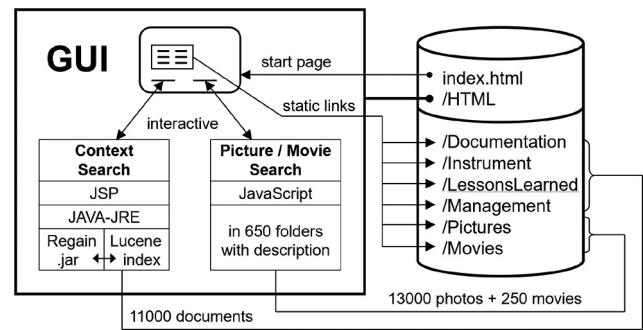 GUI
start page
static links
interactive
Context
Search
JSP
JAVA-JRE
Regain
.jar
Lucene
index
Picture / Movie
Search
JavaScript
in 650 folders
with description
index.html
/HTML
/Documentation
/Instrument
/LessonsLearned
/Management
/Pictures
/Movies
13000 photos + 250 movies
11000 documents